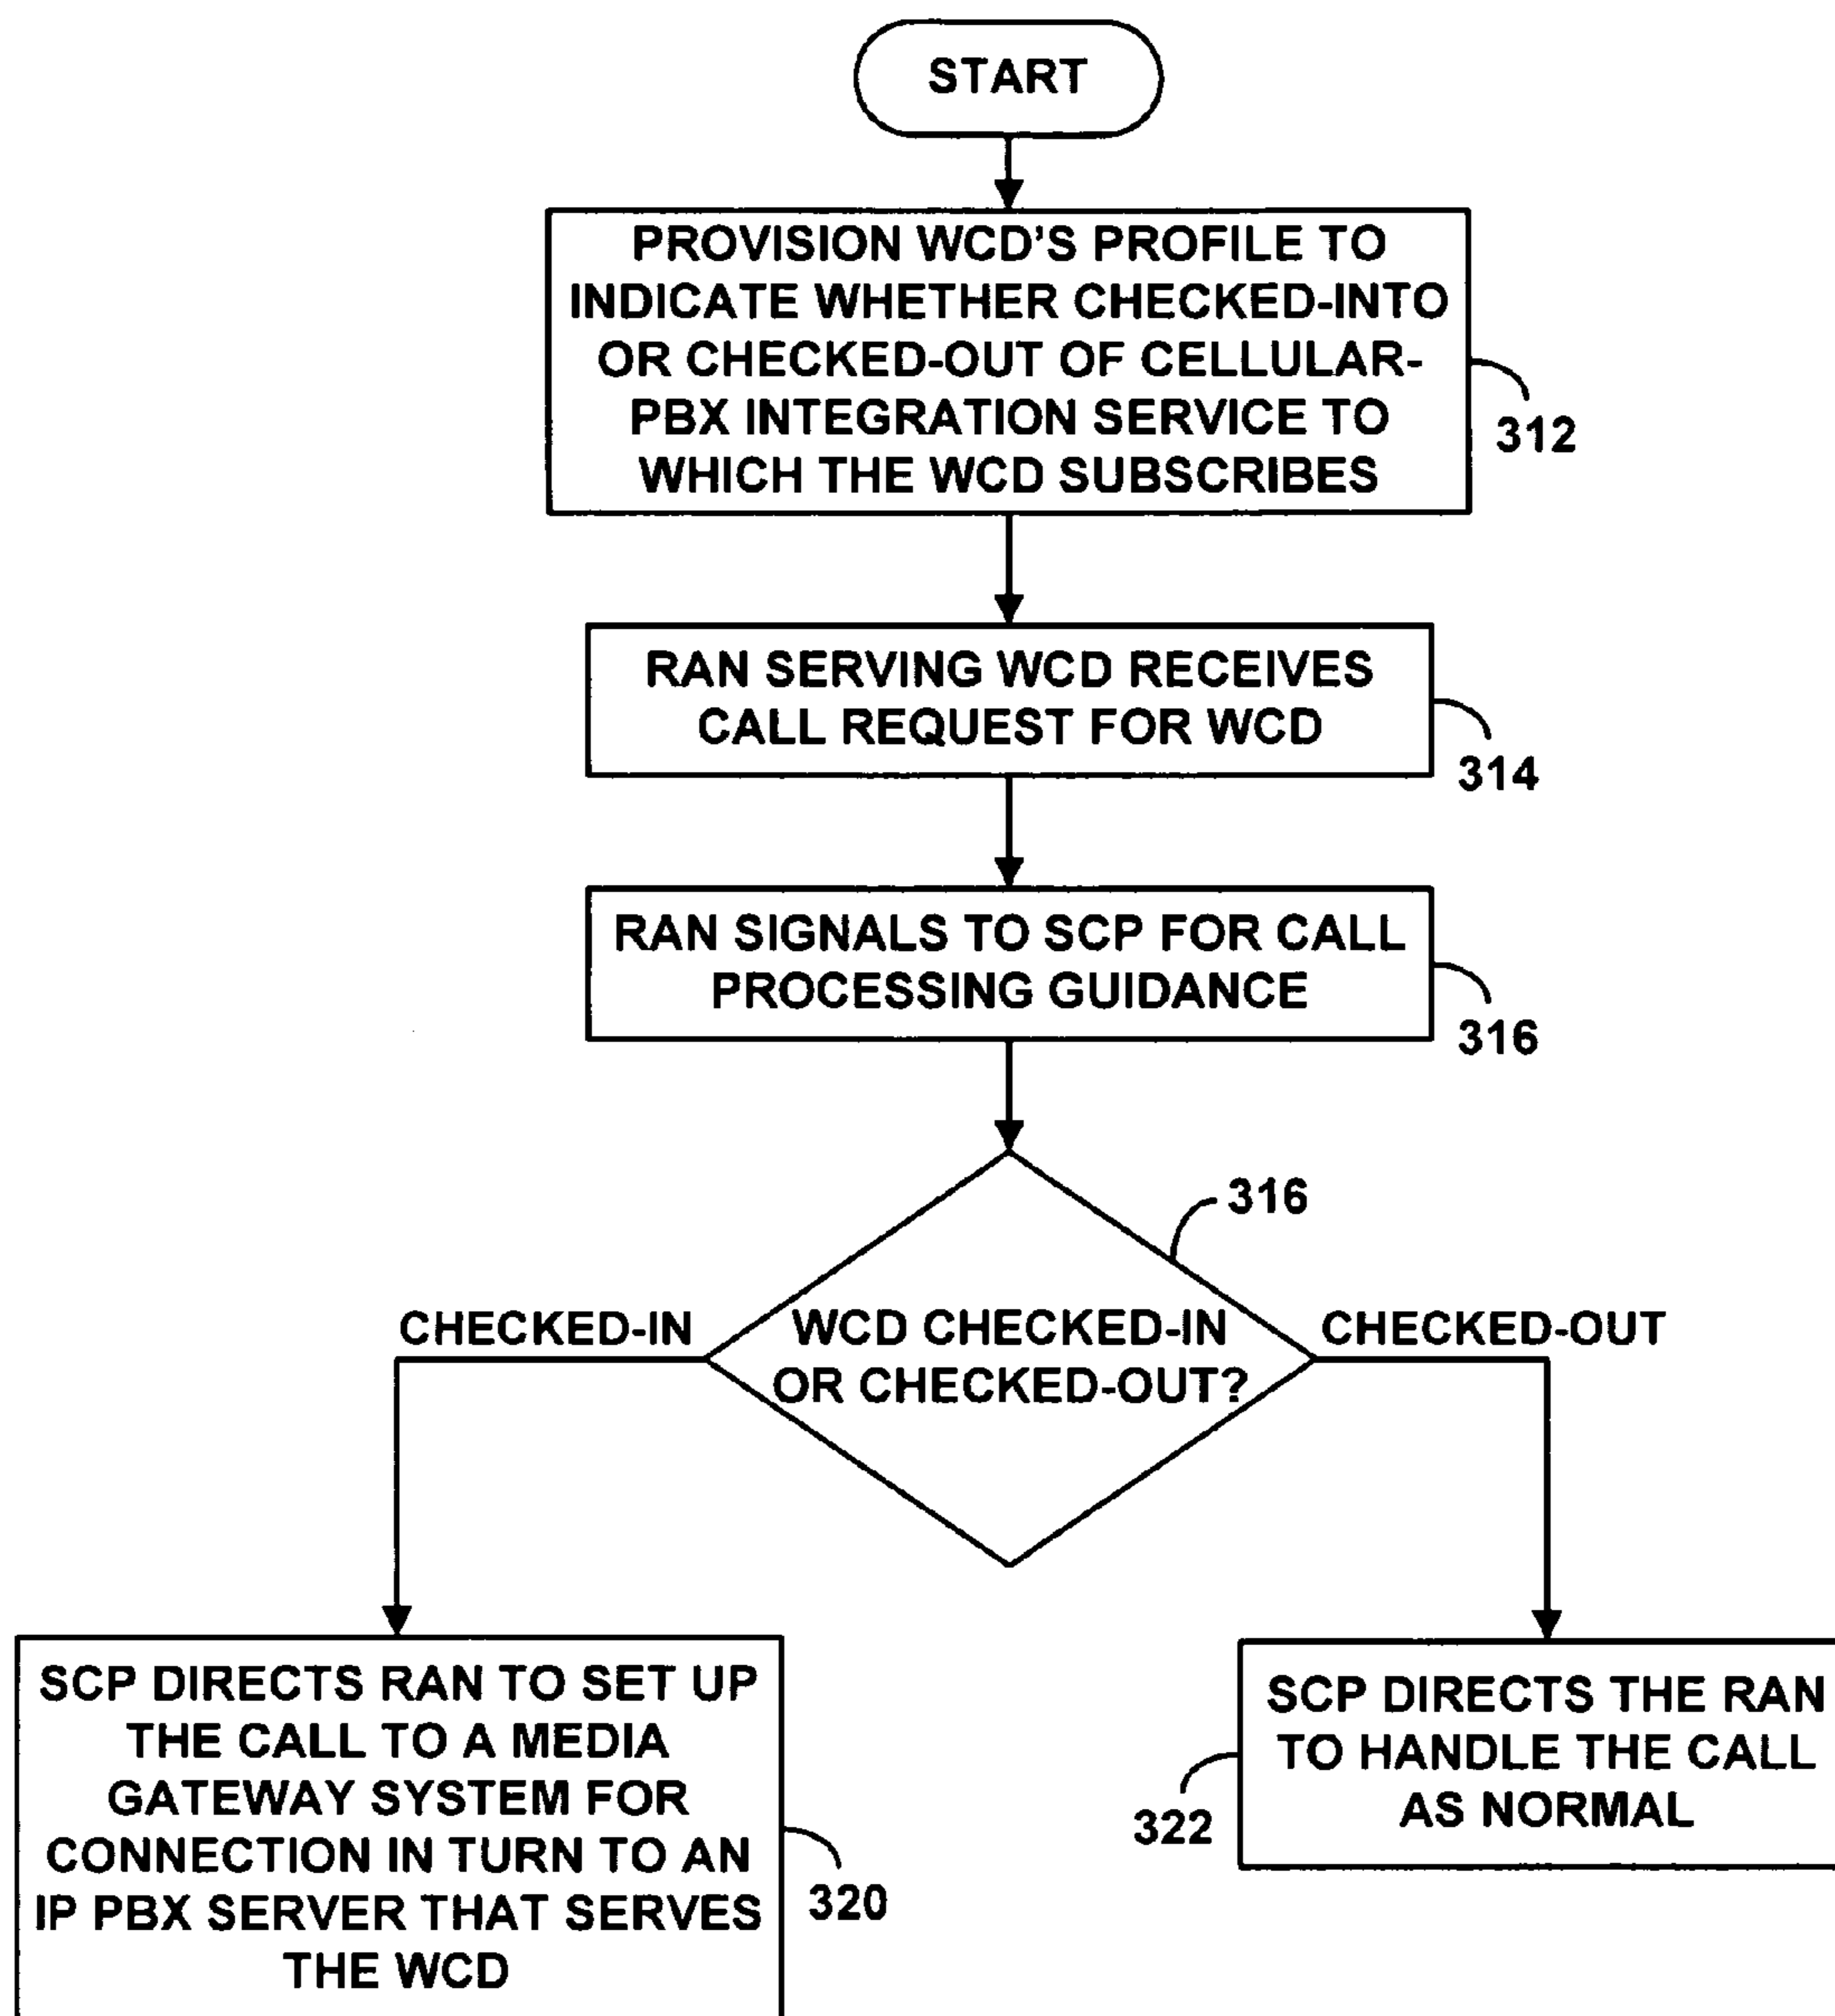 START
PROVISION WCD'S PROFILE TO
INDICATE WHETHER CHECKED-INTO
OR CHECKED-OUT OF CELLULAR-
PBX INTEGRATION SERVICE TO
WHICH THE WCD SUBSCRIBES
312
RAN SERVING WCD RECEIVES
CALL REQUEST FOR WCD
314
RAN SIGNALS TO SCP FOR CALL
PROCESSING GUIDANCE
316
316
CHECKED-IN
WCD CHECKED-IN
OR CHECKED-OUT?
CHECKED-OUT
SCP DIRECTS RAN TO SET UP
THE CALL TO A MEDIA
GATEWAY SYSTEM FOR
CONNECTION IN TURN TO AN
IP PBX SERVER THAT SERVES
THE WCD
320
SCP DIRECTS THE RAN
TO HANDLE THE CALL
AS NORMAL
322